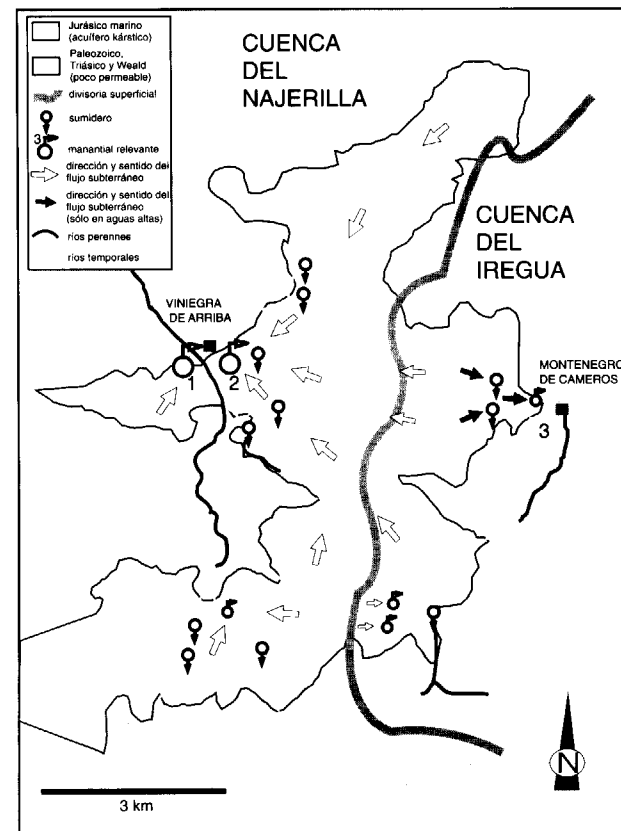 Jurásico marino
(acuífero kárstico)
Paleozoico,
Triásico y Weald
(poco permeable)
divisoria superficial
sumidero
3
manantial relevante
dirección y sentido del
flujo subterráneo
dirección y sentido del
flujo subterráneo
(sólo en aguas altas)
ríos perennes
ríos temporales
CUENCA
DEL
NAJERILLA
CUENCA
DEL
IREGUA
VINIEGRA
DE ARRIBA
1
2
MONTENEGRO
DE CAMEROS
3
3 km
N